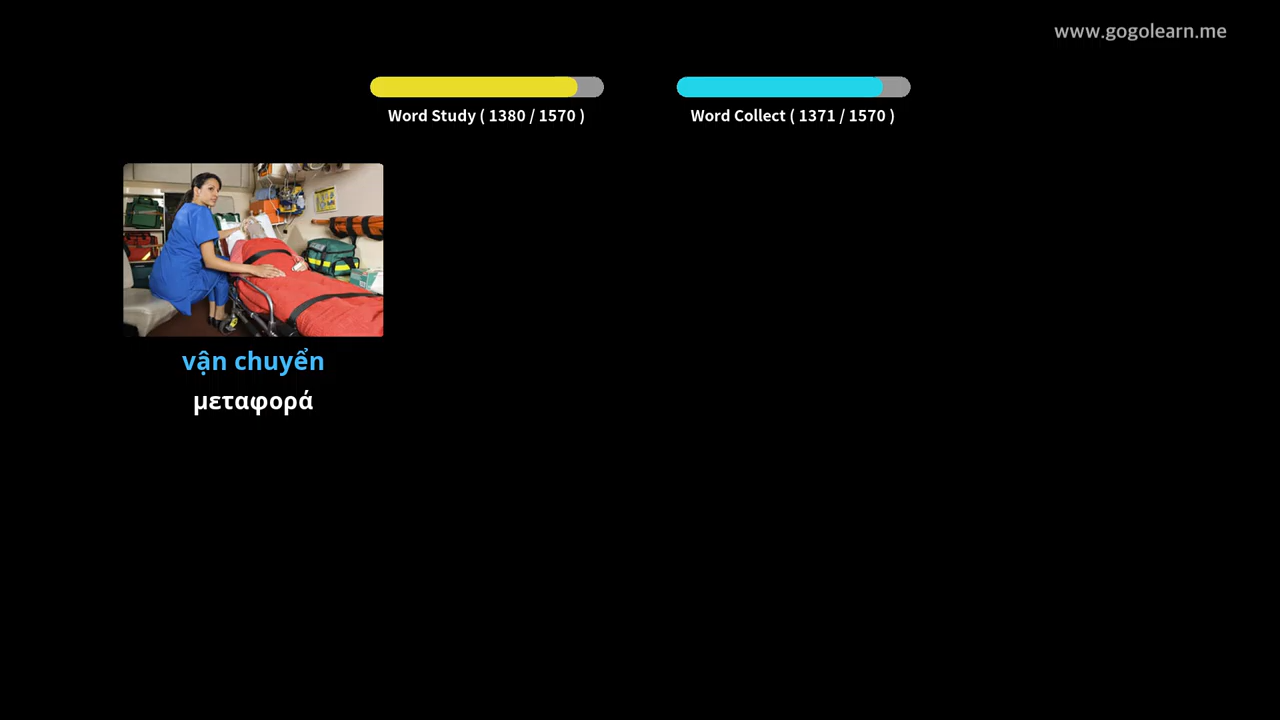 www.gogolearn.me
Word Study ( 1380 / 1570 )
Word Collect ( 1371 / 1570 )
vận chuyển
μεταφορά